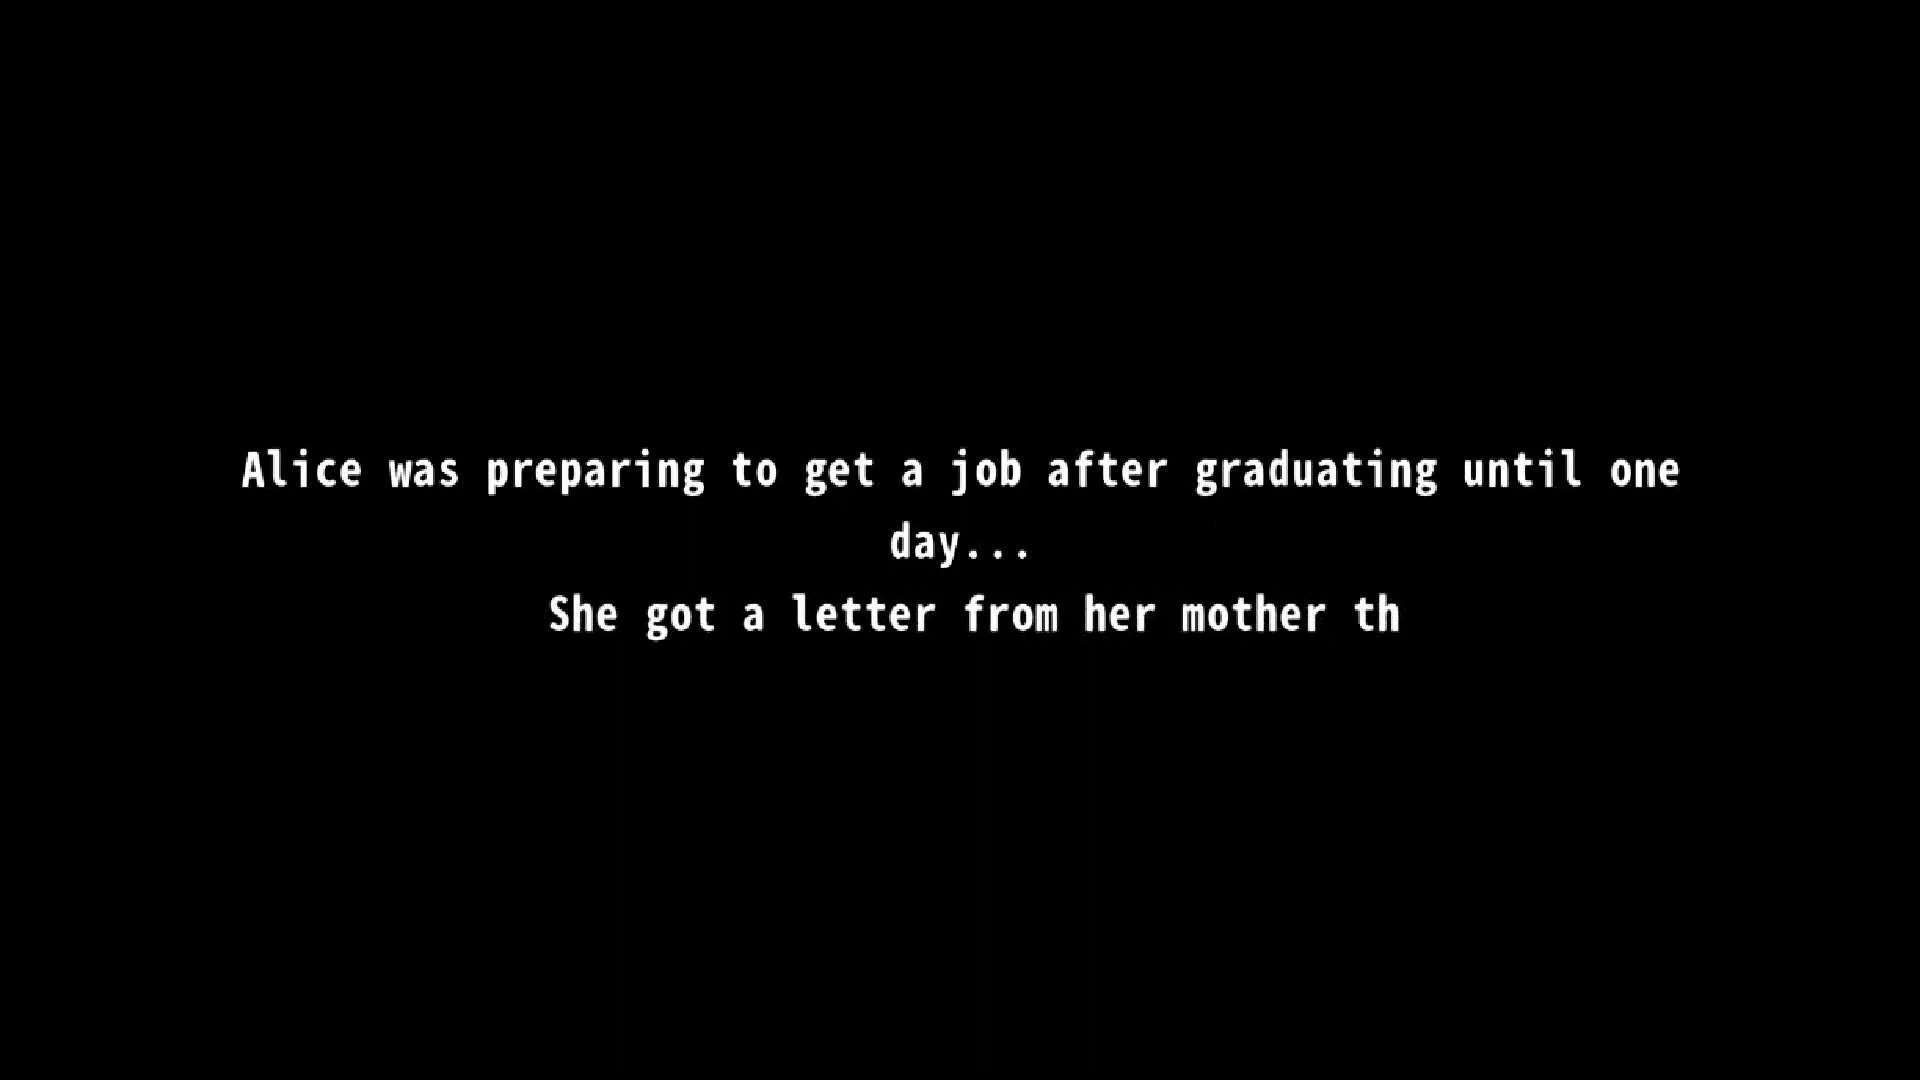 Alice was preparing to get a job after graduating until one
day...
She got a letter from her mother th